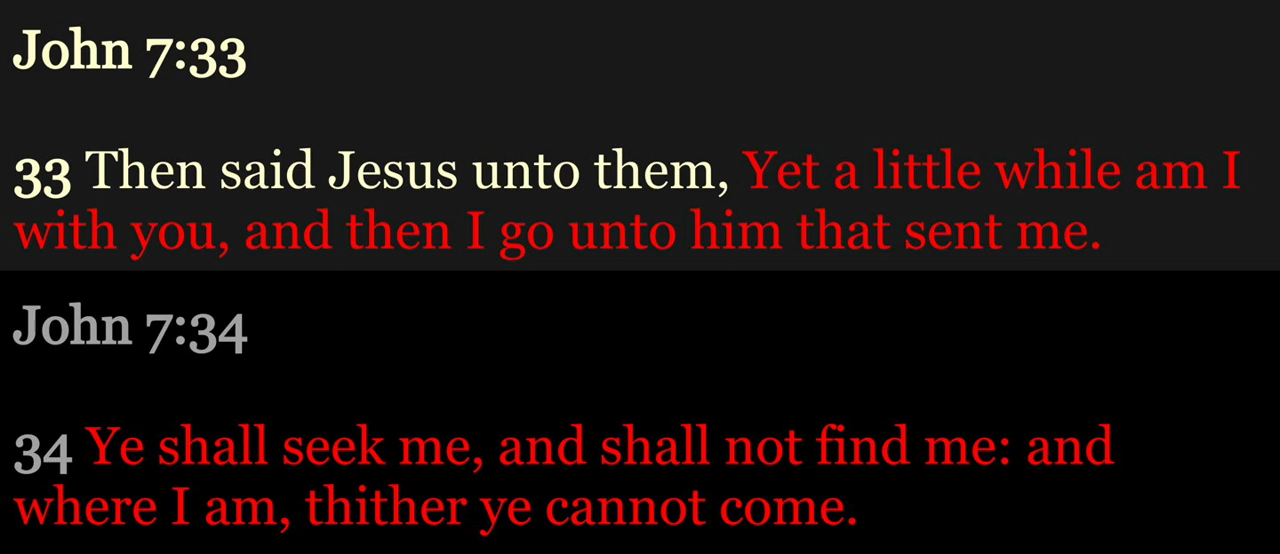 John 7:33
33 Then said Jesus unto them, Yet a little while am I
with you, and then I go unto him that sent me.
John 7:34
34 Ye shall seek me, and shall not find me: and
where I am, thither ye cannot come.